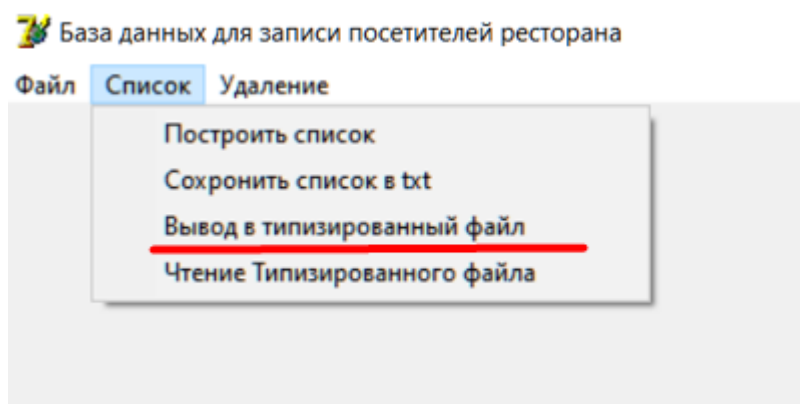 База данных для записи посетителей ресторана
Файл Список Удаление
Построить список
Сохронить список в txt
Вывод в типизированный файл
Чтение Типизированного файла